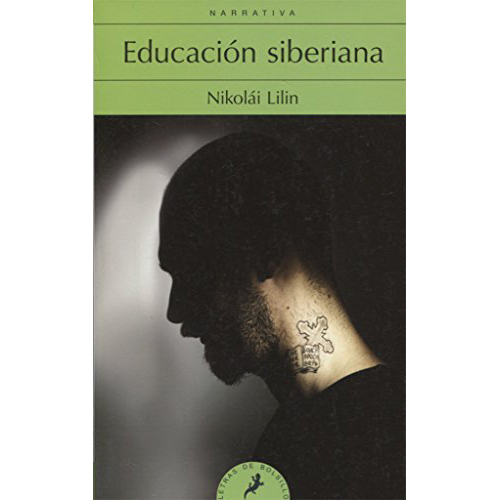 NARRATIVA
Educación siberiana
Nikolái Lilin
LETRAS DE BOLSILLO